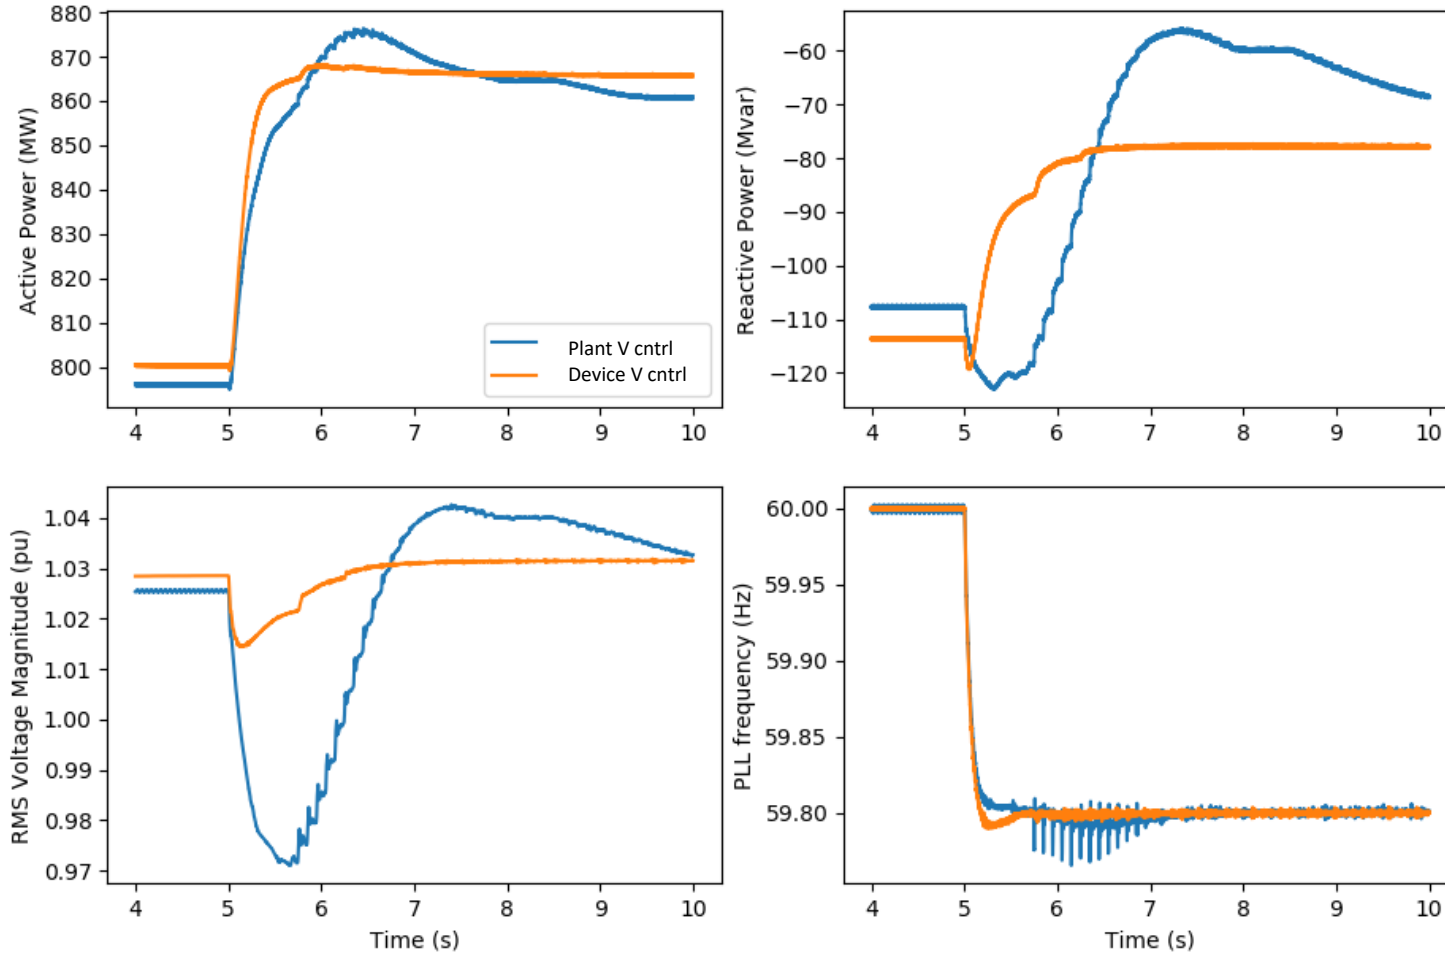 Active Power (MW)
880
870
860
850
840
830
820
810
800
4 5 6 7 8 9 10
Plant V cntrl
Device V cntrl
Reactive Power (Mvar)
−60
−70
−80
−90
−100
−110
−120
4 5 6 7 8 9 10
RMS Voltage Magnitude (pu)
1.04
1.03
1.02
1.01
1.00
0.99
0.98
0.97
4 5 6 7 8 9 10
Time (s)
PLL frequency (Hz)
60.00
59.95
59.90
59.85
59.80
4 5 6 7 8 9 10
Time (s)